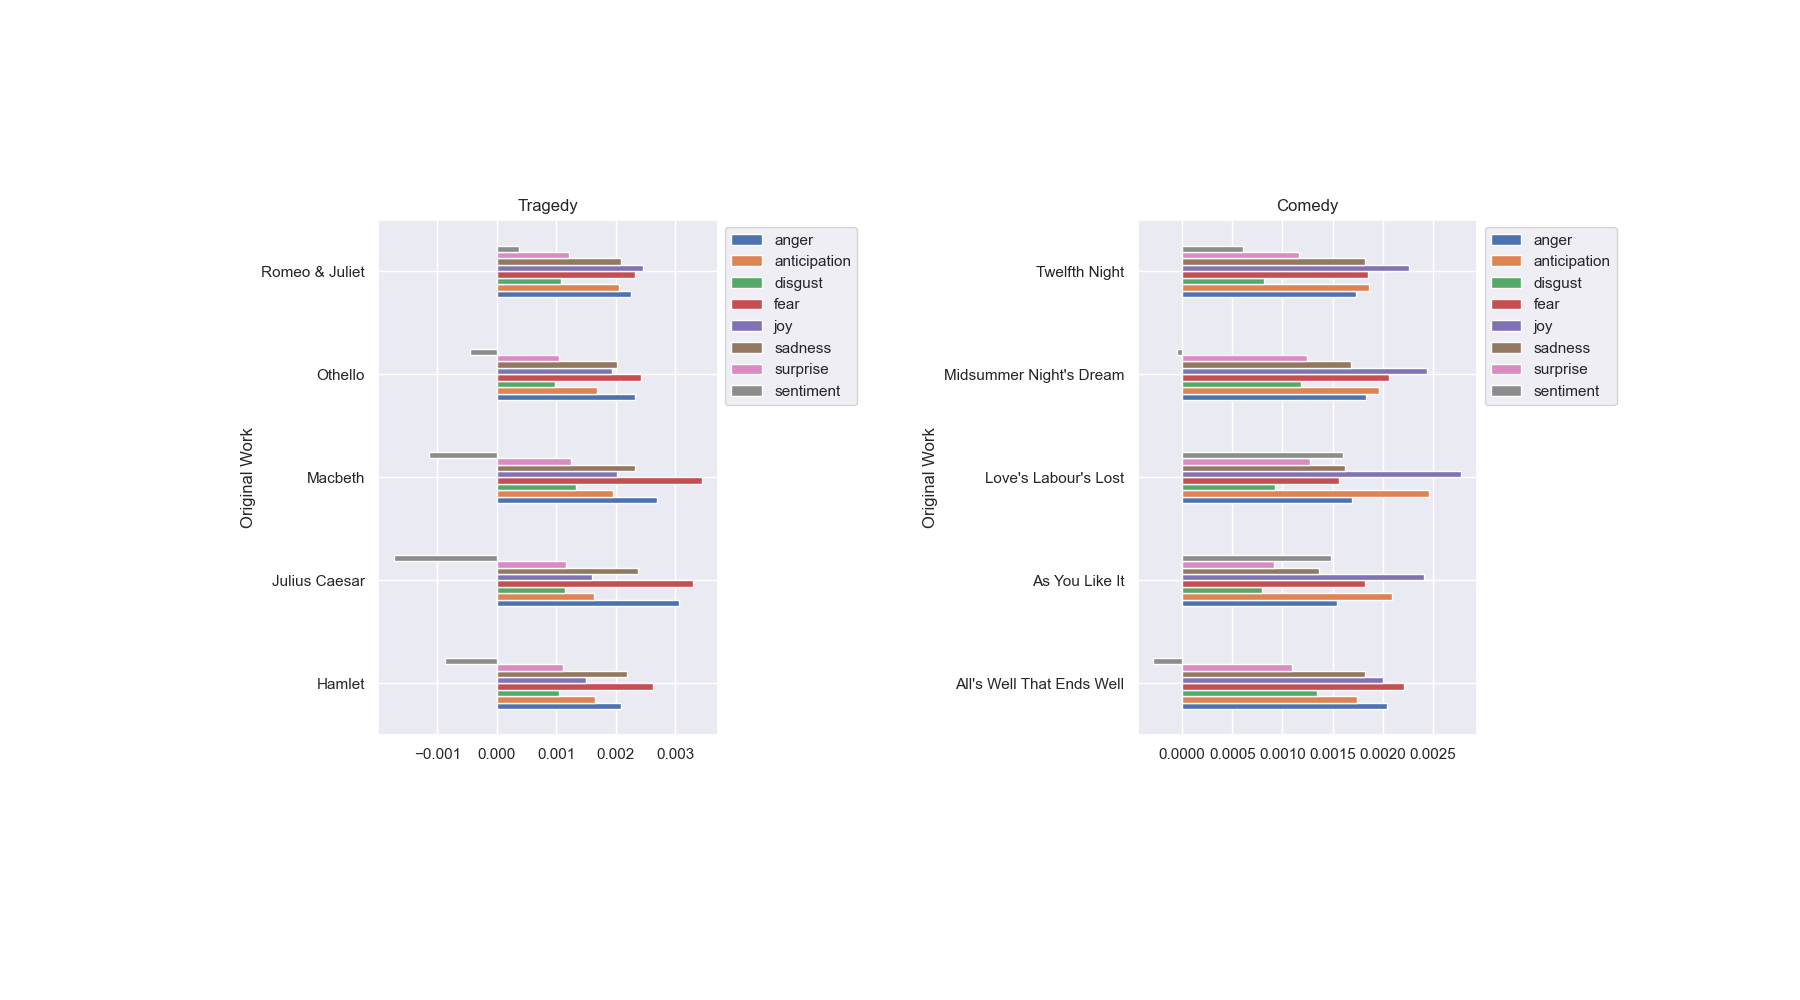 Tragedy
Original Work
Romeo & Juliet
Othello
Macbeth
Julius Caesar
Hamlet
−0.001 0.000 0.001 0.002 0.003
anger
anticipation
disgust
fear
joy
sadness
surprise
sentiment
Comedy
Original Work
Twelfth Night
Midsummer Night's Dream
Love's Labour's Lost
As You Like It
All's Well That Ends Well
0.0000 0.0005 0.0010 0.0015 0.0020 0.0025
anger
anticipation
disgust
fear
joy
sadness
surprise
sentiment